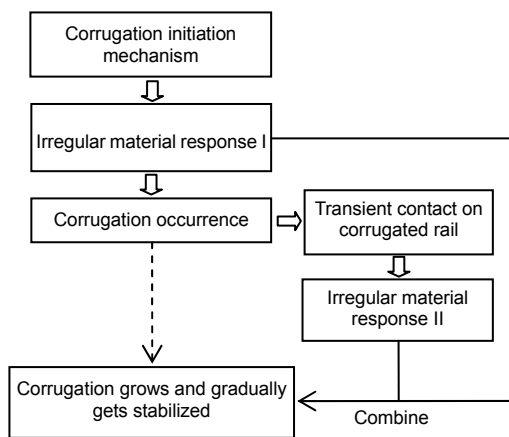 Corrugation initiation
mechanism
Irregular material response I
Corrugation occurrence
Transient contact on
corrugated rail
Irregular material
response II
Corrugation grows and gradually
gets stabilized
Combine